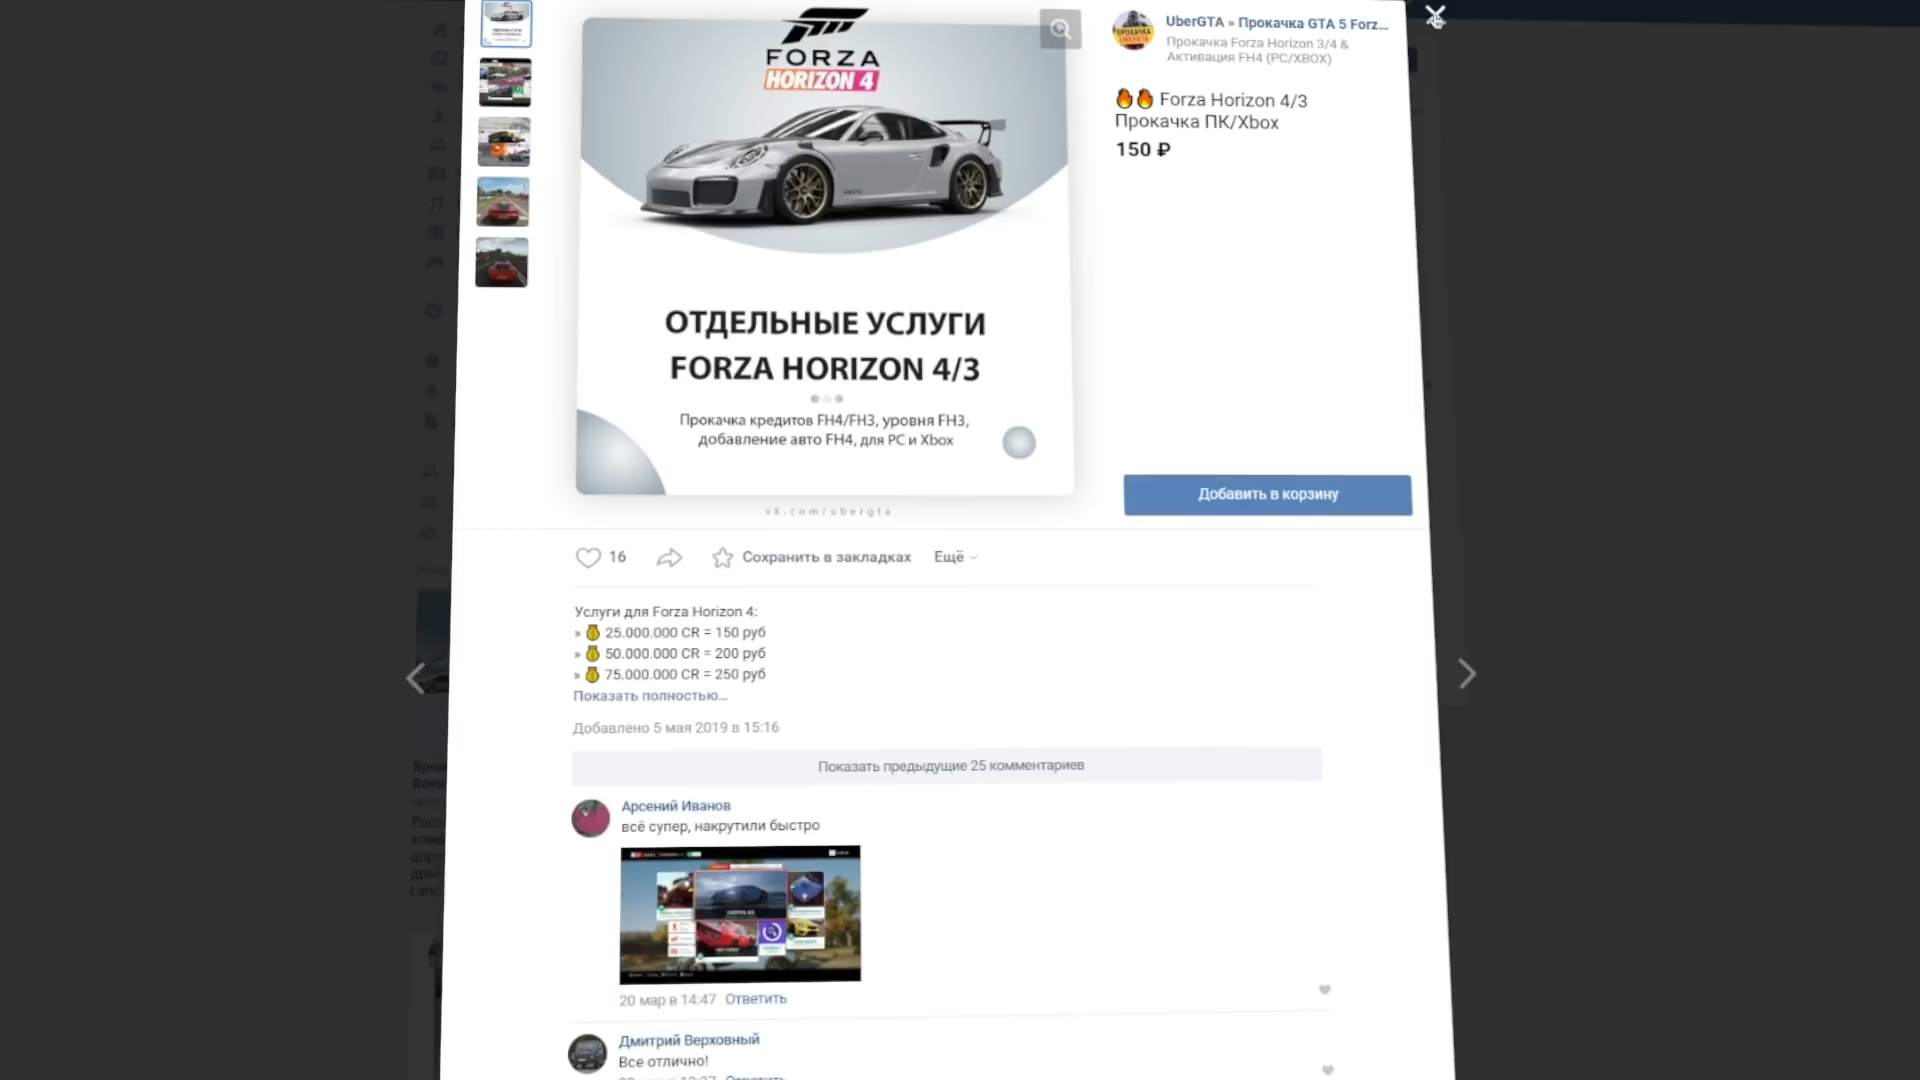 FORZA
HORIZON 4
ОТДЕЛЬНЫЕ УСЛУГИ
FORZA HORIZON 4/3
Прокачка кредитов FH4/FH3, уровня FH3,
добавление авто FH4, для PC и Xbox
vk.com/ubergta
UberGTA » Прокачка GTA 5 Forz...
Прокачка Forza Horizon 3/4 &
Активация FH4 (PC/XBOX)
🔥🔥 Forza Horizon 4/3
Прокачка ПК/Xbox
150 ₽
Добавить в корзину
16
Сохранить в закладках
Ещё
Услуги для Forza Horizon 4:
» 💰 25.000.000 CR = 150 руб
» 💰 50.000.000 CR = 200 руб
» 💰 75.000.000 CR = 250 руб
Показать полностью...
Добавлено 5 мая 2019 в 15:16
Показать предыдущие 25 комментариев
Арсений Иванов
всё супер, накрутили быстро
20 мар в 14:47 Ответить
Дмитрий Верховный
Все отлично!